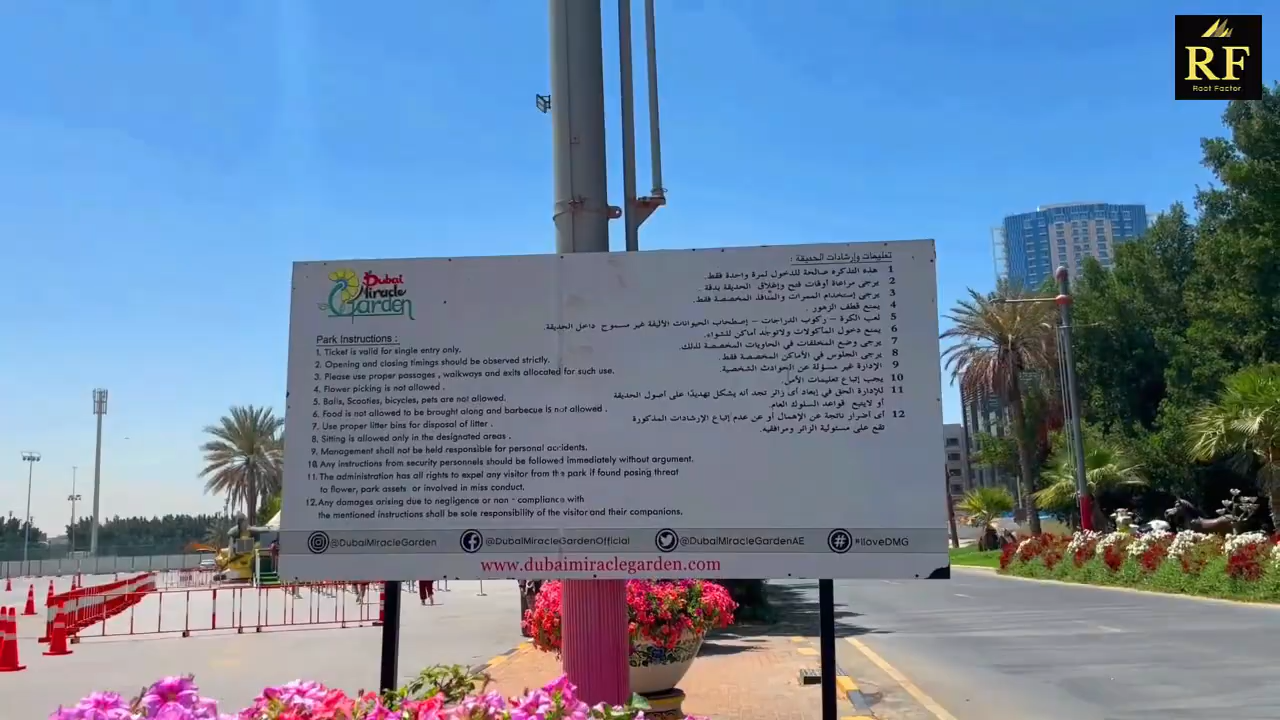 RF
Root Factor
Dubai
Miracle
Garden
Park Instructions :
1. Ticket is valid for single entry only.
2. Opening and closing timings should be observed strictly.
3. Please use proper passages , walkways and exits allocated for such use.
4. Flower picking is not allowed .
5. Balls, Scooties, bicycles, pets are not allowed.
6. Food is not allowed to be brought along and barbecue is not allowed .
7. Use proper litter bins for disposal of litter .
8. Sitting is allowed only in the designated areas .
9. Management shall not be held responsible for personal accidents.
10. Any instructions from security personnels should be followed immediately without argument.
11. The administration has all rights to expel any visitor from the park if found posing threat
to flower, park assets or involved in miss conduct.
12. Any damages arising due to negligence or non - compliance with
the mentioned instructions shall be sole responsibility of the visitor and their companions.
تعليمات وإرشادات الحديقة :
1 هذه التذكره صالحة للدخول لمرة واحدة فقط.
2 يرجى مراعاة أوقات فتح وإغلاق الحديقة بدقة .
3 يرجى إستخدام الممرات والمنافذ المخصصة فقط.
4 يمنع قطف الزهور .
5 لعب الكرة – ركوب الدراجات – إصطحاب الحيوانات الأليفة غير مسموح داخل الحديقة.
6 يمنع دخول المأكولات ولاتوجد أماكن للشواء.
7 يرجى وضع المخلفات في الحاويات المخصصة لذلك.
8 يرجى الجلوس في الأماكن المخصصة فقط.
9 الإدارة غير مسؤلة عن الحوادث الشخصية.
10 يجب إتباع تعليمات الأمن.
11 للإدارة الحق في إبعاد أى زائر تجد أنه يشكل تهديدًا على أصول الحديقة
أو لايتبع قواعد السلوك العام
12 أى أضرار ناتجة عن الإهمال أو عن عدم إتباع الإرشادات المذكورة
تقع على مسئولية الزائر ومرافقيه.
@DubaiMiracleGarden @DubaiMiracleGardenOfficial @DubaiMiracleGardenAE # #IloveDMG
www.dubaimiraclegarden.com